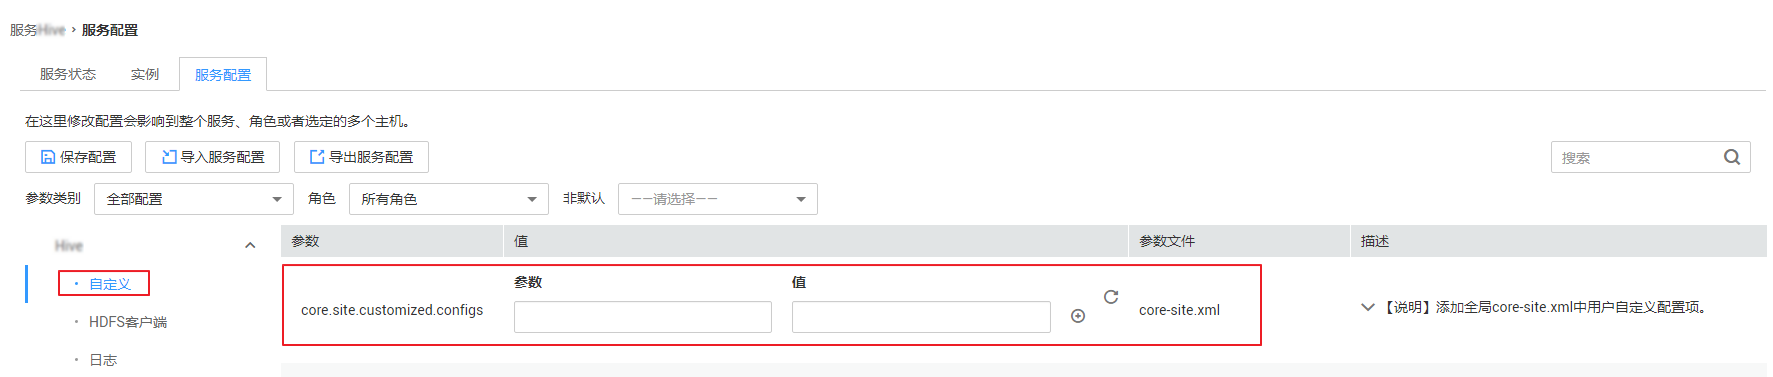 服务Hive › 服务配置
服务状态 实例 服务配置
在这里修改配置会影响到整个服务、角色或者选定的多个主机。
保存配置 导入服务配置 导出服务配置 搜索
参数类别 全部配置 角色 所有角色 非默认 ——请选择——
Hive 参数 值 参数文件 描述
· 自定义
参数 值
core.site.customized.configs core-site.xml 【说明】添加全局core-site.xml中用户自定义配置项。
· HDFS客户端
· 日志